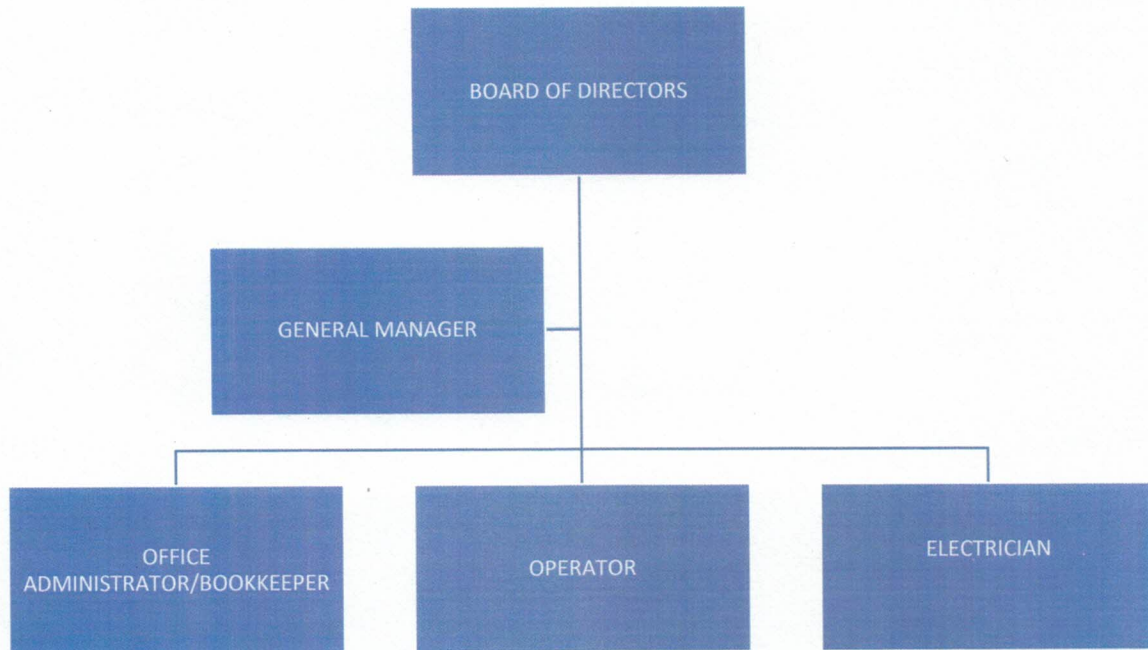 BOARD OF DIRECTORS
GENERAL MANAGER
OFFICE
ADMINISTRATOR/BOOKKEEPER
OPERATOR
ELECTRICIAN